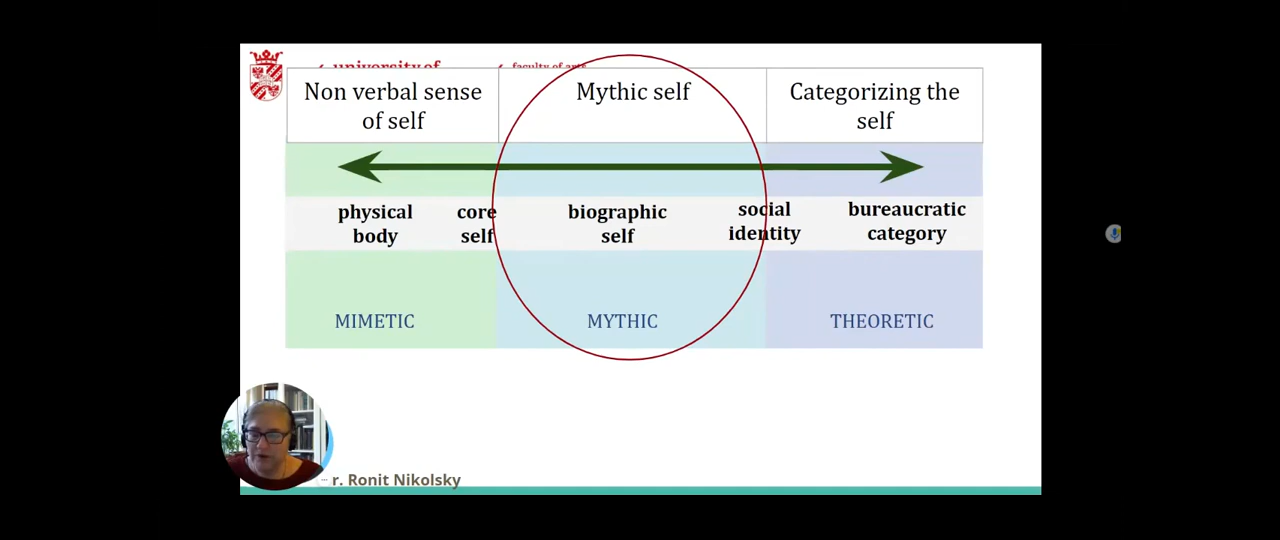 university of
faculty of arts
Non verbal sense
of self
Mythic self
Categorizing the
self
physical
body
core
self
biographic
self
social
identity
bureaucratic
category
MIMETIC
MYTHIC
THEORETIC
r. Ronit Nikolsky